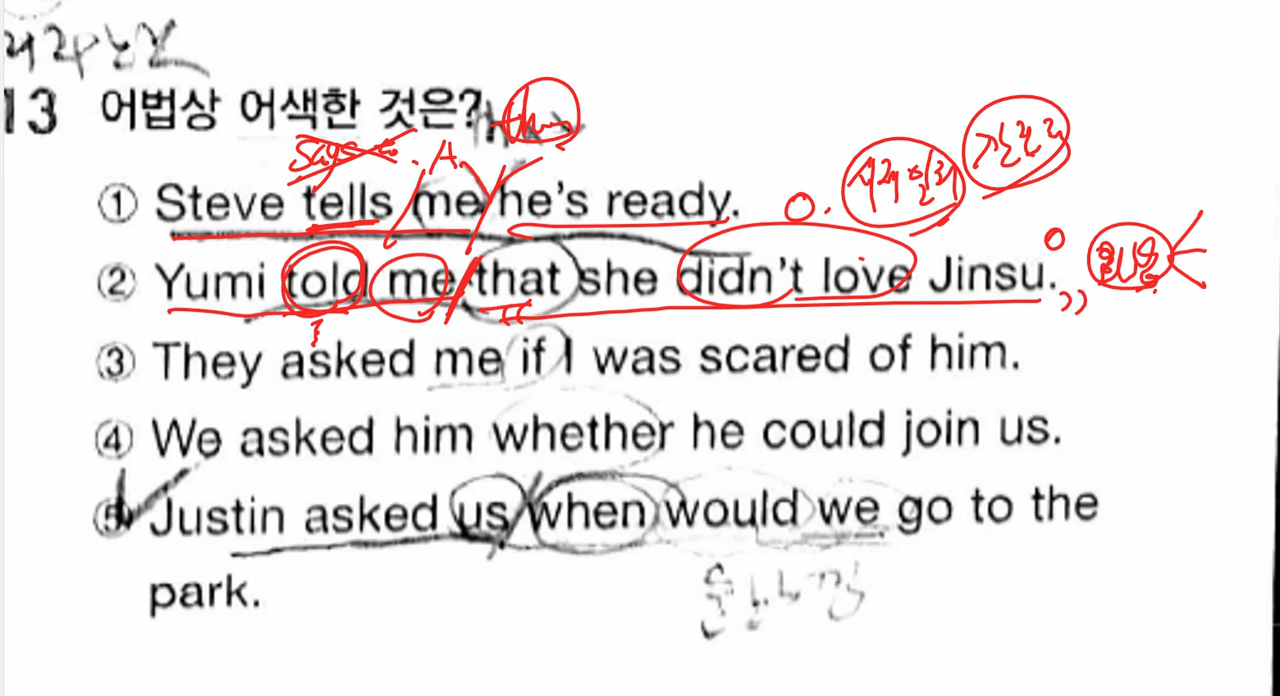 13 어법상 어색한 것은?
says to . A.
① Steve tells me he's ready.
② Yumi told me that she didn't love Jinsu.
③ They asked me if I was scared of him.
④ We asked him whether he could join us.
⑤ Justin asked us when would we go to the
park.